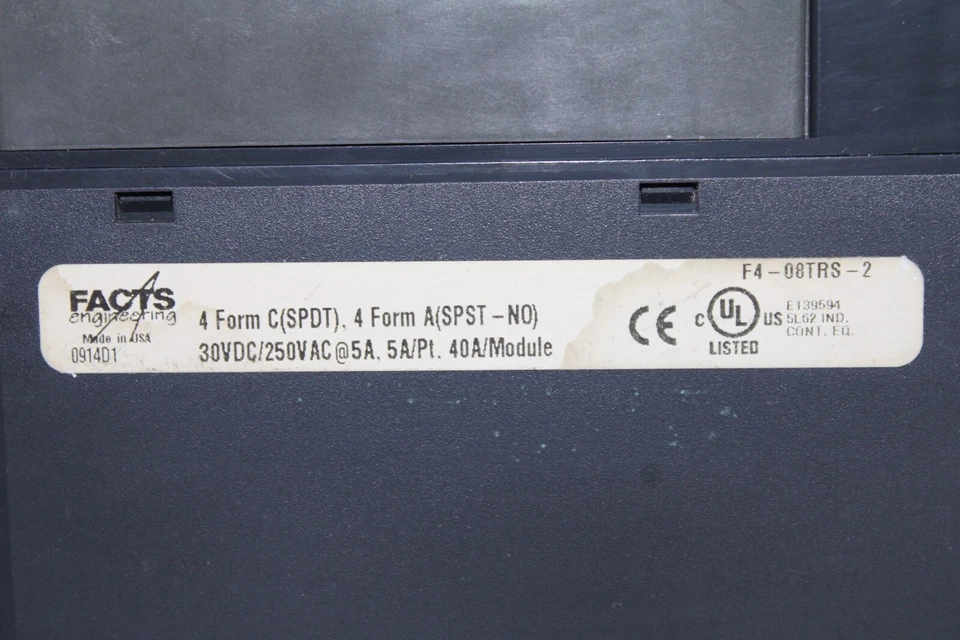 F4-08TRS-2
FACTS
engineering
Made in USA
0914D1
4 Form C(SPDT), 4 Form A(SPST-NO)
30VDC/250VAC@5A, 5A/Pt. 40A/Module
CE
C UL US
LISTED
E139594
5L62 IND.
CONT. EQ.